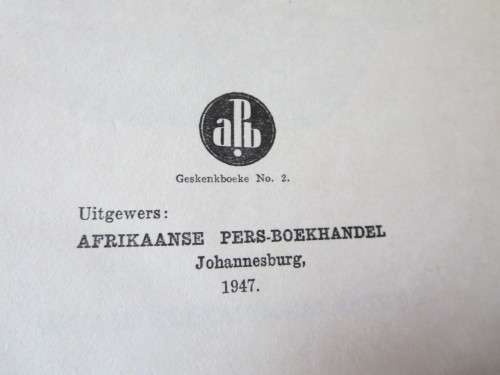 aPb
Geskenkboeke No. 2.
Uitgewers:
AFRIKAANSE PERS-BOEKHANDEL
Johannesburg,
1947.